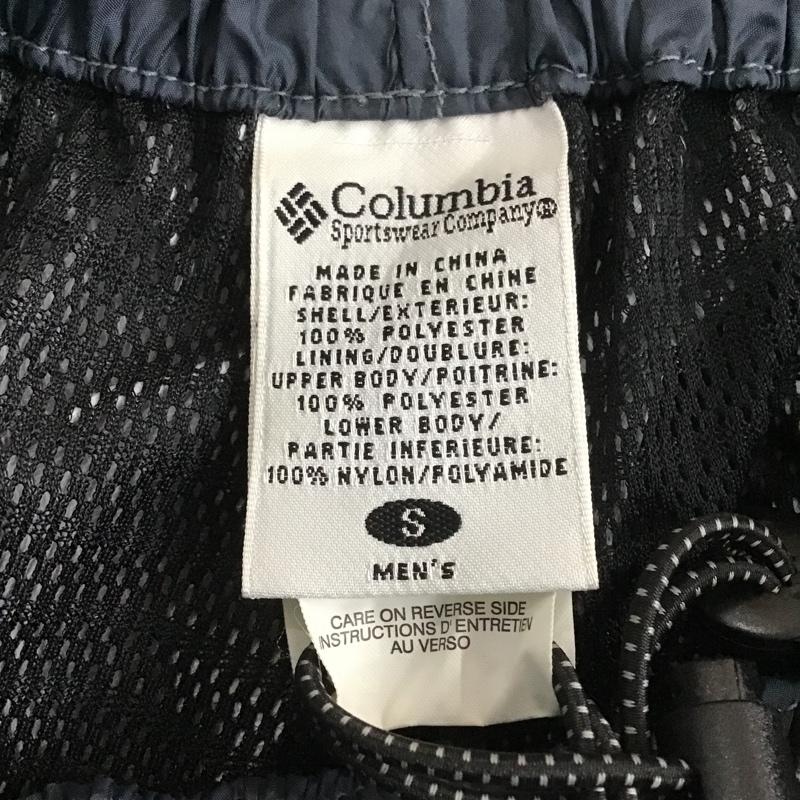 Columbia
Sportswear Company®
MADE IN CHINA
FABRIQUE EN CHINE
SHELL/EXTERIEUR:
100% POLYESTER
LINING/DOUBLURE:
UPPER BODY/POITRINE:
100% POLYESTER
LOWER BODY/
PARTIE INFERIEURE:
100% NYLON/POLYAMIDE
S
MEN'S
CARE ON REVERSE SIDE
INSTRUCTIONS D'ENTRETIEN
AU VERSO